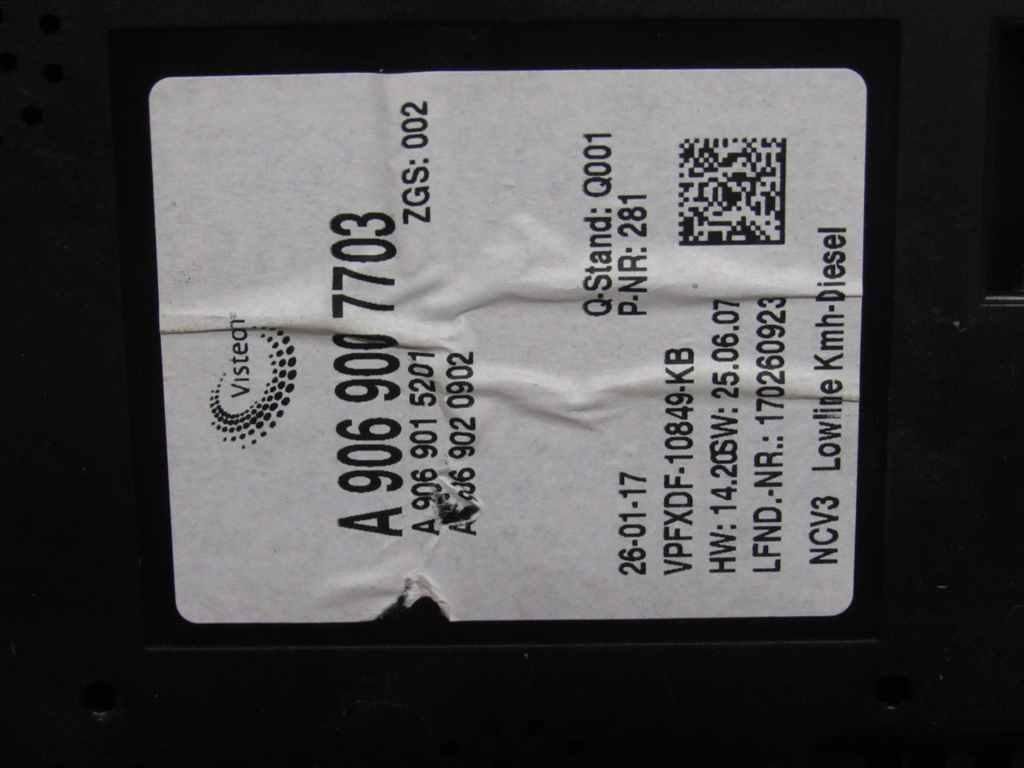 Visteon®
A 906 900 7703
A 906 901 5201 ZGS: 002
A 906 902 0902
Q-Stand: Q001
26-01-17 P-NR: 281
VPFXDF-10849-KB
HW: 14.20 SW: 25.06.07
LFND.-NR.: 170260923
NCV3 Lowline Kmh-Diesel